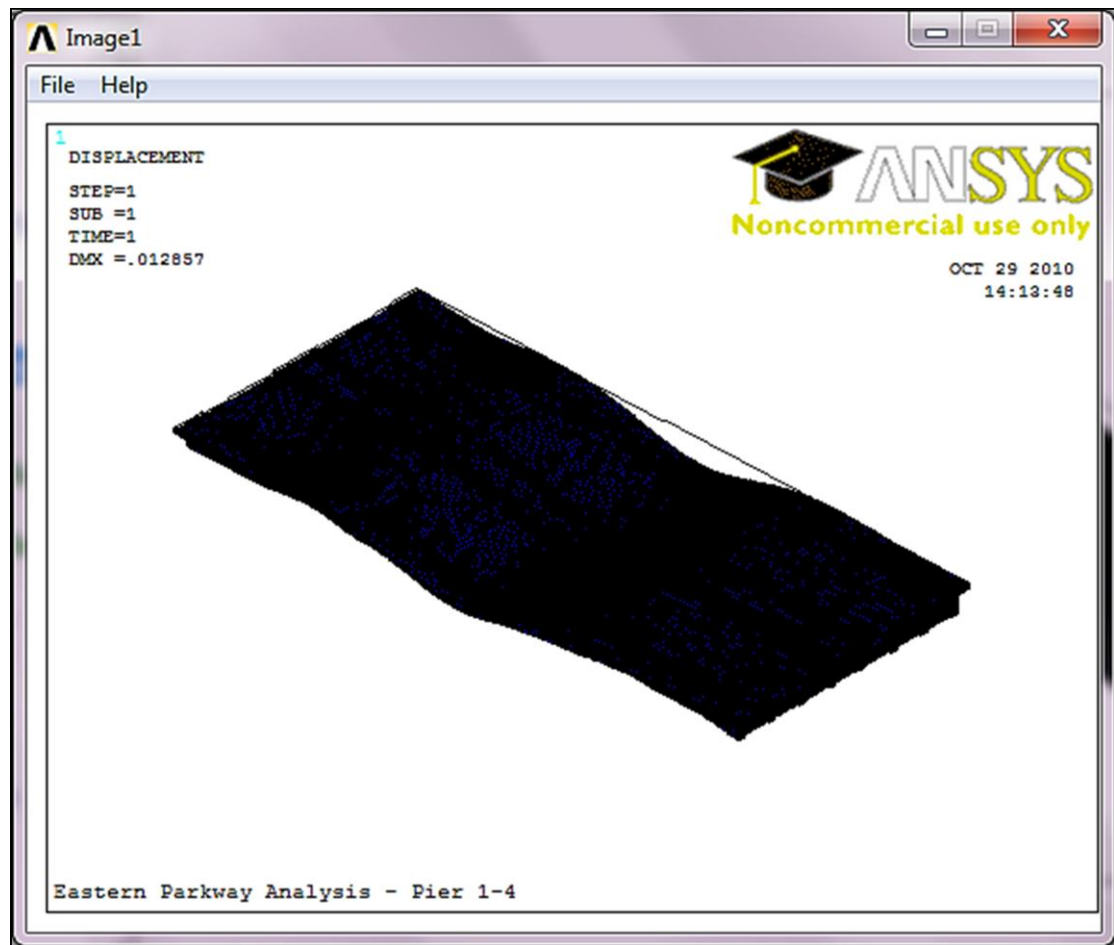 Image1
File Help
1
DISPLACEMENT
STEP=1
SUB =1
TIME=1
DMX =.012857
ANSYS
Noncommercial use only
OCT 29 2010
14:13:48
Eastern Parkway Analysis - Pier 1-4